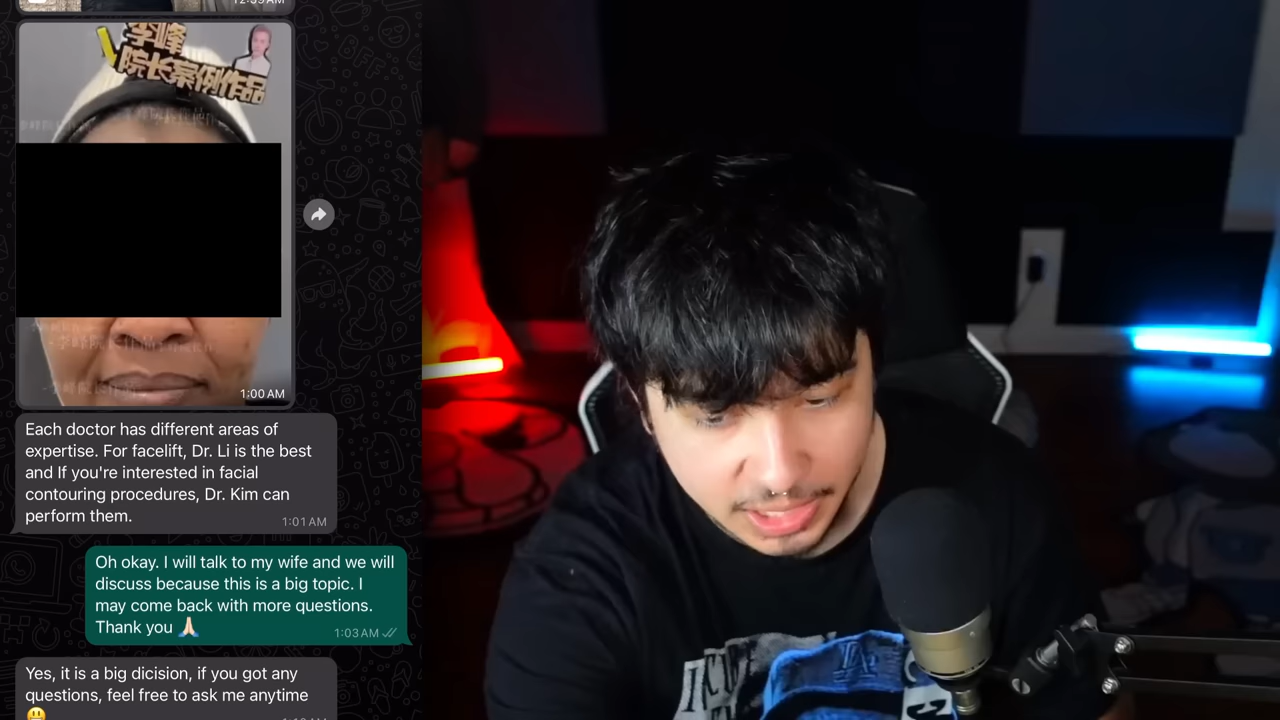 李峰
院长案例作品
1:00 AM
Each doctor has different areas of
expertise. For facelift, Dr. Li is the best
and If you're interested in facial
contouring procedures, Dr. Kim can
perform them.
1:01 AM
Oh okay. I will talk to my wife and we will
discuss because this is a big topic. I
may come back with more questions.
Thank you 🙏🏻
1:03 AM
Yes, it is a big dicision, if you got any
questions, feel free to ask me anytime
😃